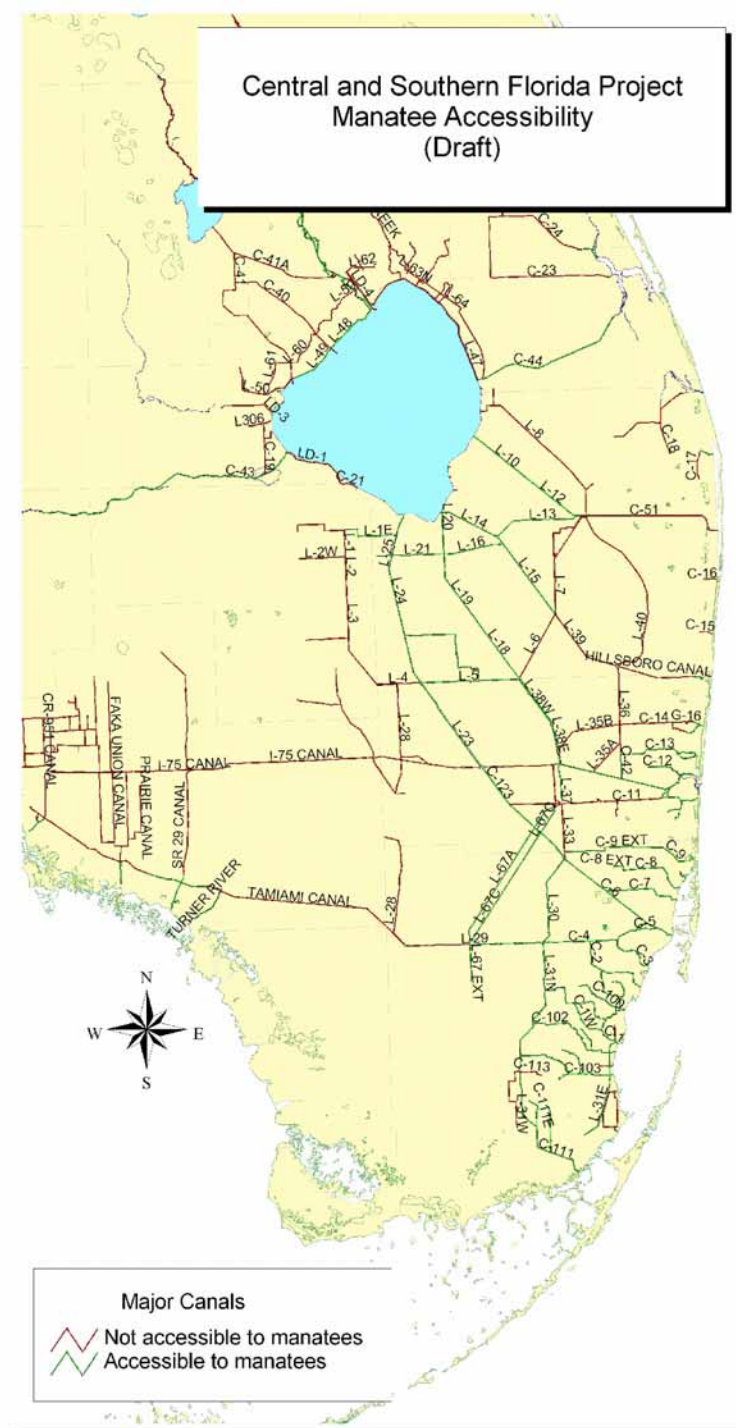 Central and Southern Florida Project
Manatee Accessibility
(Draft)
C-24
C-41A
L-62
L-63N
C-23
C-41
C-40
L-64
L-48
L-47
C-44
L-60
L-49
L-61
L-50
LD-3
L306
L-8
C-18
C-19
LD-1
L-10
C-17
C-43
C-21
L-12
L-20
L-14
L-13
C-51
L-1E
L-1
L-25
L-21
L-16
L-2W
L-2
L-15
L-7
C-16
L-24
L-19
L-3
L-39
L-40
C-15
L-18
L-6
HILLSBORO CANAL
L-4
L-5
L-38W
L-36
CR-951 CANAL
FAKA UNION CANAL
PRAIRIE CANAL
SR 29 CANAL
L-28
L-23
L-35B
C-14
G-16
L-38E
L-35A
C-42
C-13
C-12
I-75 CANAL
I-75 CANAL
C-123
L-37
C-11
L-67C
L-33
L-67A
C-9 EXT
C-9
C-8 EXT
C-8
C-7
C-6
TURNER RIVER
TAMIAMI CANAL
L-28
L-67C
L-30
C-5
L-29
C-4
L-67 EXT
L-31N
C-2
C-3
C-100
C-102
C-1W
C-1
C-113
C-103
L-31W
C-111E
L-31E
C-111
N
W
E
S
Major Canals
Not accessible to manatees
Accessible to manatees